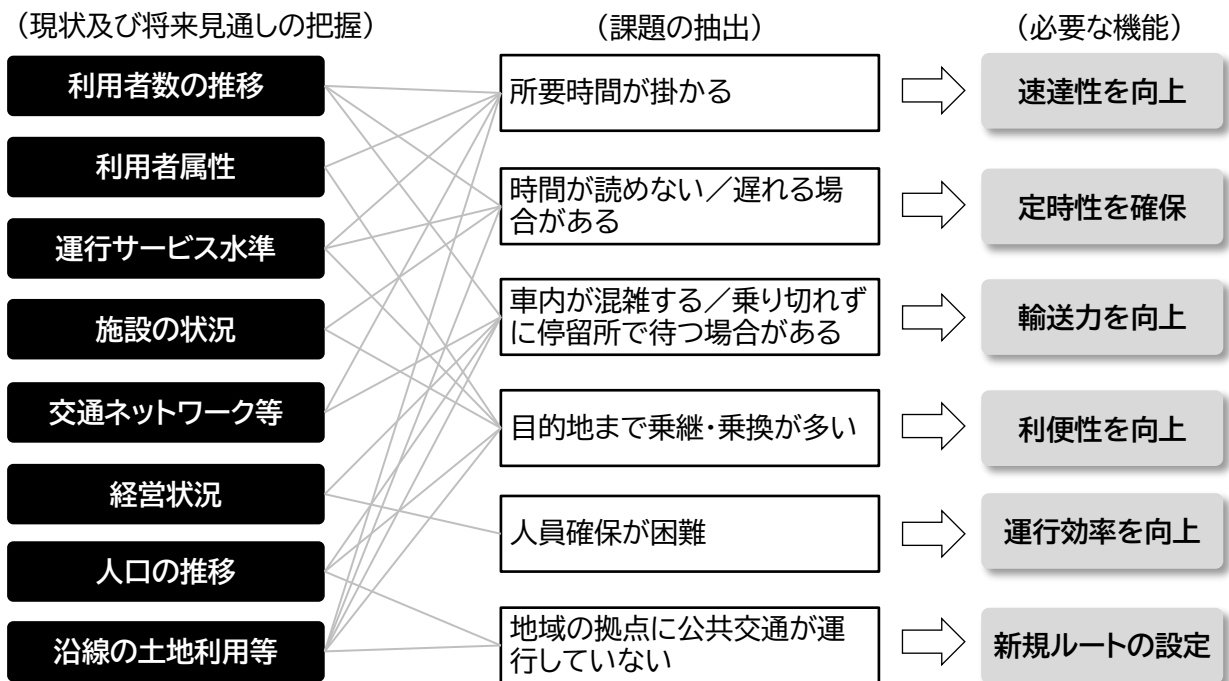 （現状及び将来見通しの把握）
（課題の抽出）
（必要な機能）
利用者数の推移
利用者属性
運行サービス水準
施設の状況
交通ネットワーク等
経営状況
人口の推移
沿線の土地利用等
所要時間が掛かる
時間が読めない／遅れる場
合がある
車内が混雑する／乗り切れず
に停留所で待つ場合がある
目的地まで乗継・乗換が多い
人員確保が困難
地域の拠点に公共交通が運
行していない
速達性を向上
定時性を確保
輸送力を向上
利便性を向上
運行効率を向上
新規ルートの設定